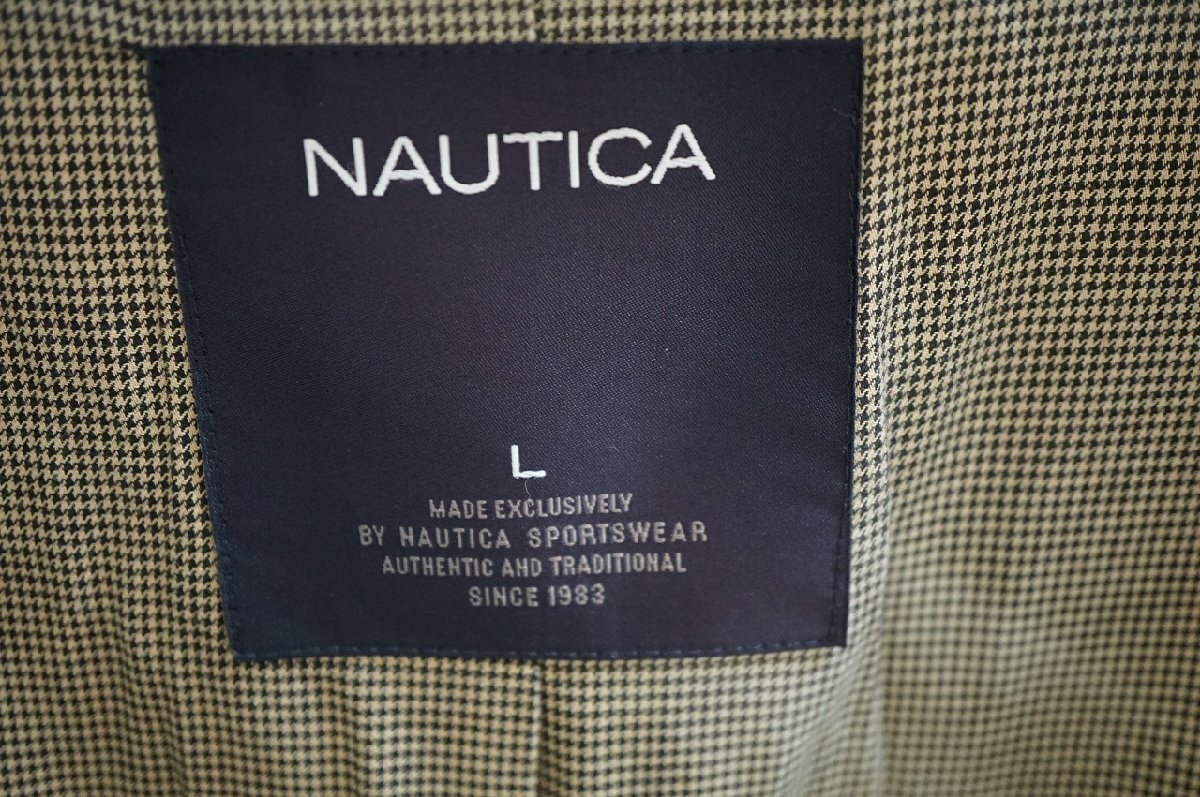 NAUTICA
L
MADE EXCLUSIVELY
BY NAUTICA SPORTSWEAR
AUTHENTIC AND TRADITIONAL
SINCE 1983